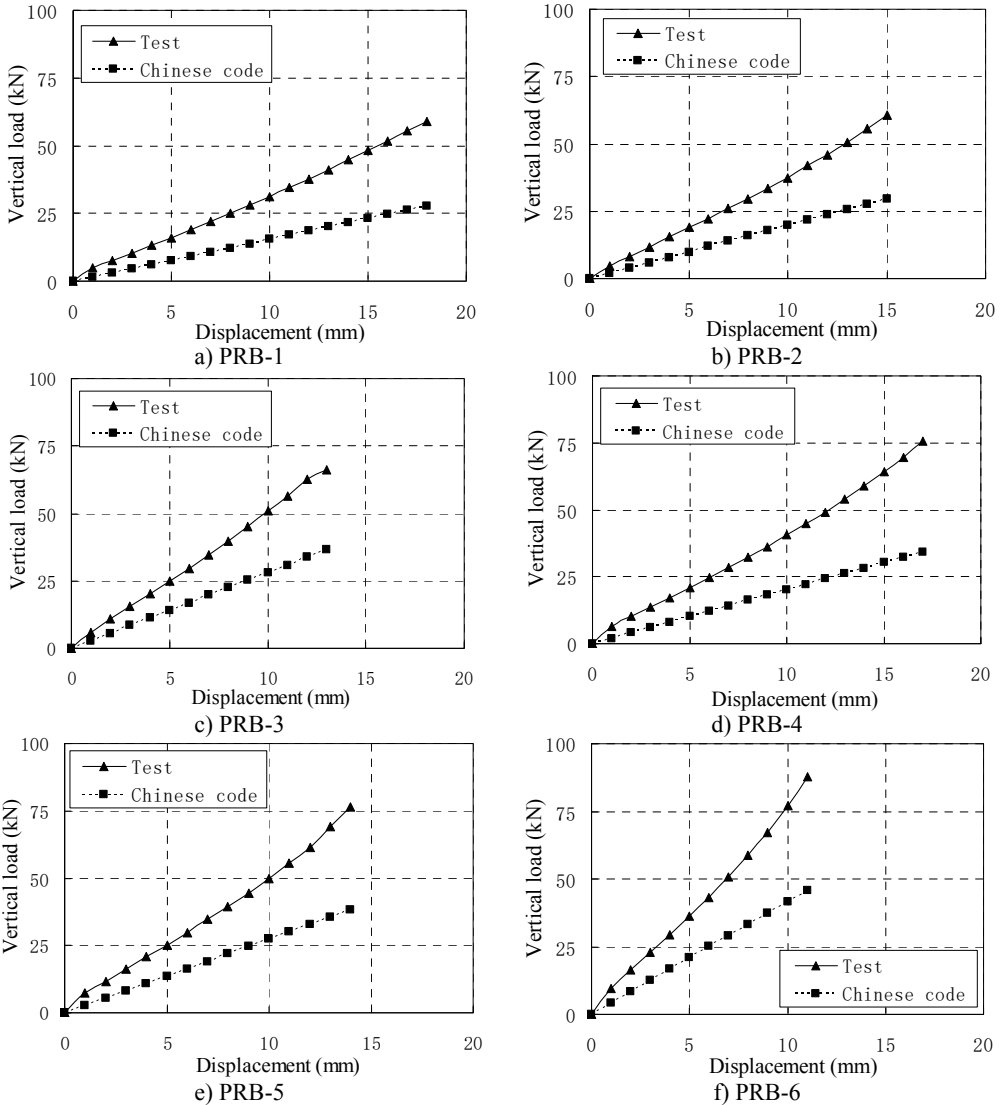 100
75
50
25
0
Vertical load (kN)
Test
Chinese code
0 5 10 15 20
Displacement (mm)
a) PRB-1
100
75
50
25
0
Vertical load (kN)
Test
Chinese code
0 5 10 15 20
Displacement (mm)
b) PRB-2
100
75
50
25
0
Vertical load (kN)
Test
Chinese code
0 5 10 15 20
Displacement (mm)
c) PRB-3
100
75
50
25
0
Vertical load (kN)
Test
Chinese code
0 5 10 15 20
Displacement (mm)
d) PRB-4
100
75
50
25
0
Vertical load (kN)
Test
Chinese code
0 5 10 15 20
Displacement (mm)
e) PRB-5
100
75
50
25
0
Vertical load (kN)
Test
Chinese code
0 5 10 15 20
Displacement (mm)
f) PRB-6